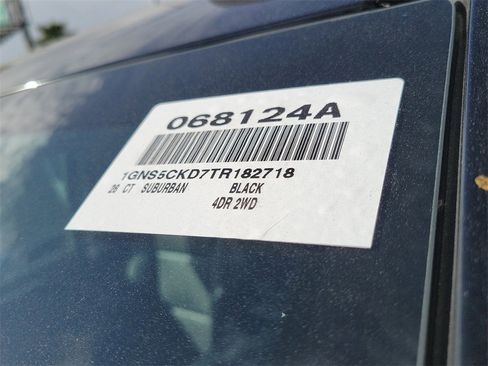 068124A
1GNS5CKD7TR182718
26 CT SUBURBAN BLACK
4DR 2WD